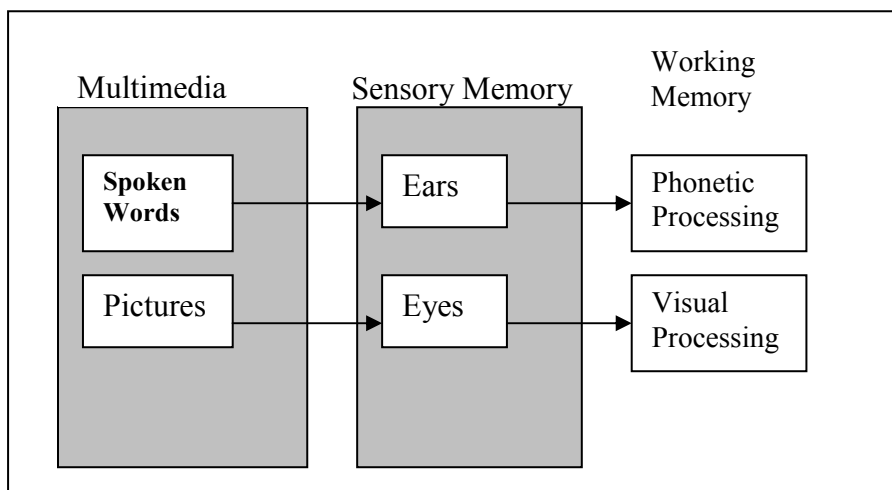 Multimedia
Sensory Memory
Working
Memory
Spoken
Words
Ears
Phonetic
Processing
Pictures
Eyes
Visual
Processing